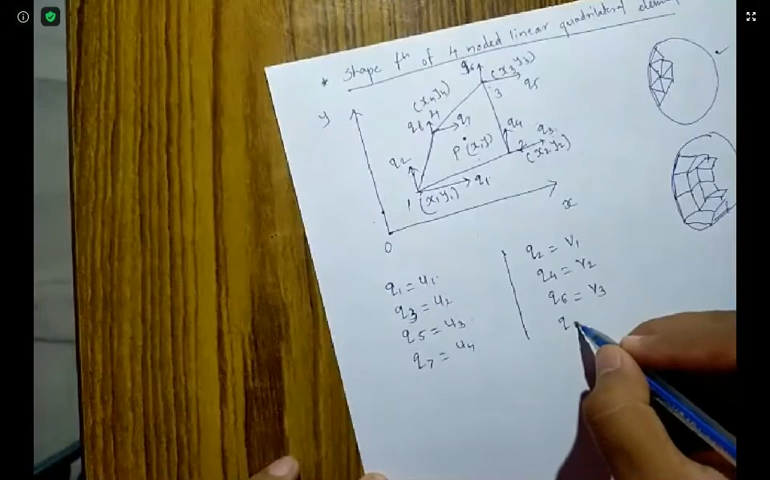 * Shape fn of 4 noded linear quadrilateral elem
q6 (x3 y3)
q5
3
(x4 y4)
q8 4 q7
y
q4
q3
2
(x2 y2)
P (x,y)
q2
q1
1 (x1 y1)
x
0
q1 = u1
q3 = u2
q5 = u3
q7 = u4
q2 = v1
q4 = v2
q6 = v3
q